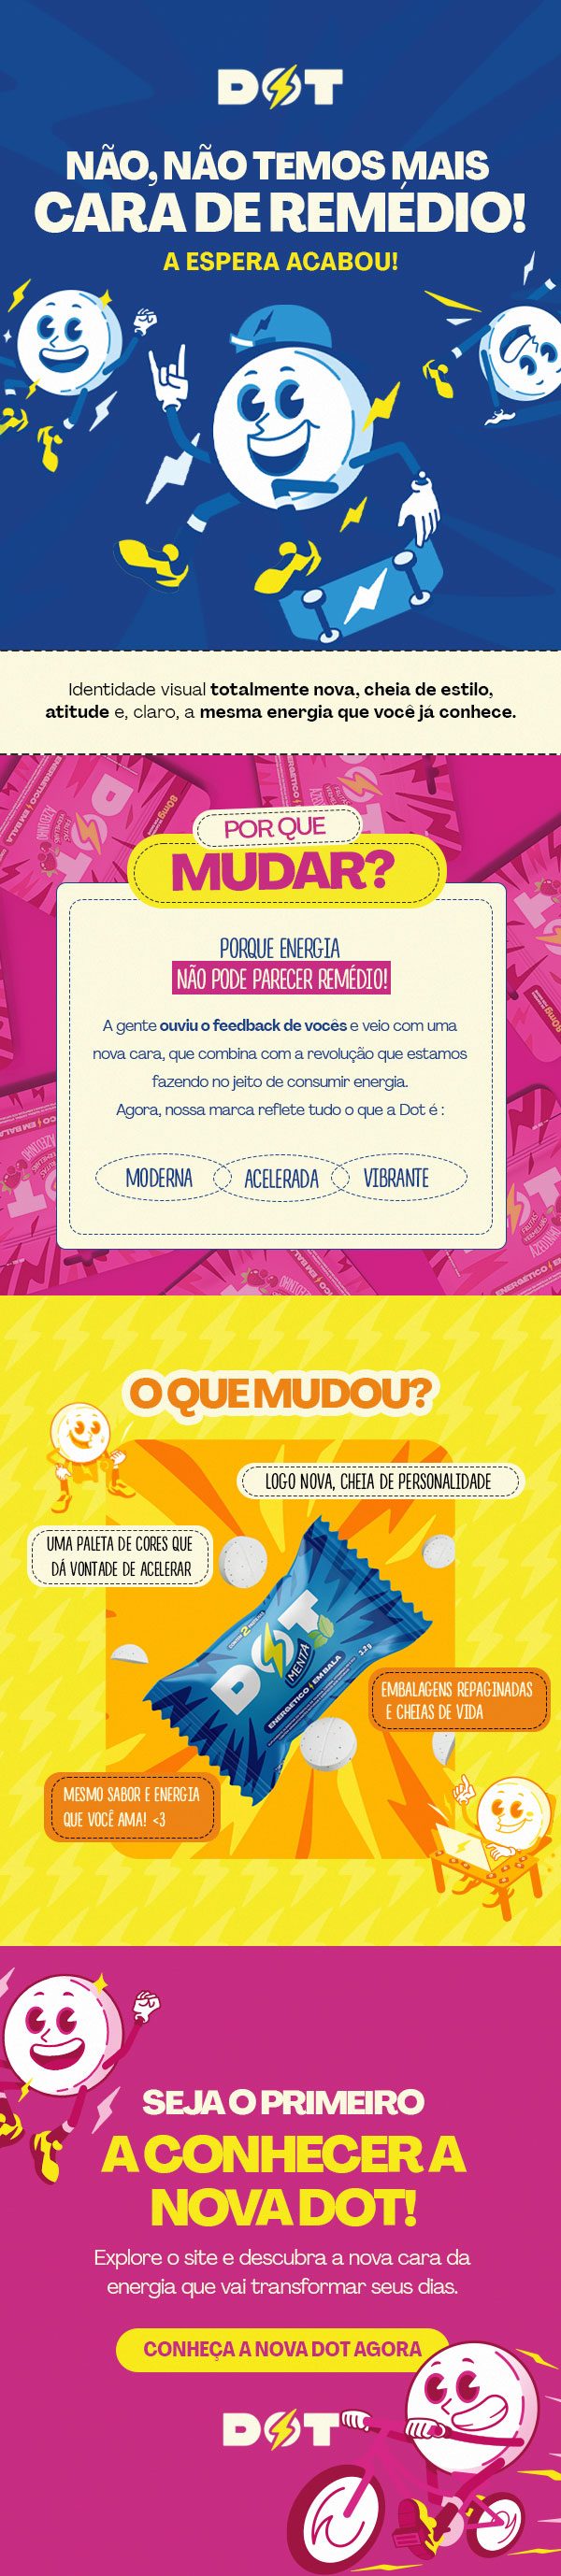 DOT
NÃO, NÃO TEMOS MAIS
CARA DE REMÉDIO!
A ESPERA ACABOU!
Identidade visual totalmente nova, cheia de estilo,
atitude e, claro, a mesma energia que você já conhece.
POR QUE
MUDAR?
PORQUE ENERGIA
NÃO PODE PARECER REMÉDIO!
A gente ouviu o feedback de vocês e veio com uma
nova cara, que combina com a revolução que estamos
fazendo no jeito de consumir energia.
Agora, nossa marca reflete tudo o que a Dot é :
MODERNA
ACELERADA
VIBRANTE
O QUE MUDOU?
LOGO NOVA, CHEIA DE PERSONALIDADE
UMA PALETA DE CORES QUE
DÁ VONTADE DE ACELERAR
DOT
MENTA
ENERGÉTICO EM BALA
EMBALAGENS REPAGINADAS
E CHEIAS DE VIDA
MESMO SABOR E ENERGIA
QUE VOCÊ AMA! <3
SEJA O PRIMEIRO
A CONHECER A
NOVA DOT!
Explore o site e descubra a nova cara da
energia que vai transformar seus dias.
CONHEÇA A NOVA DOT AGORA
DOT